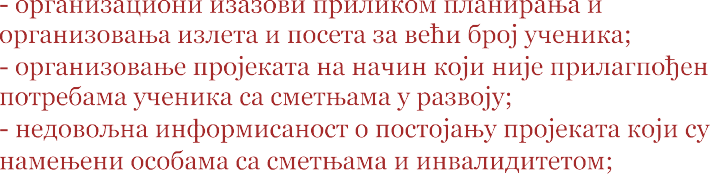 - организациони изазови приликом планирања и
организовања излета и посета за већи број ученика;
- организовање пројеката на начин који није прилагпођен
потребама ученика са сметњама у развоју;
- недовољна информисаност о постојању пројеката који су
намењени особама са сметњама и инвалидитетом;